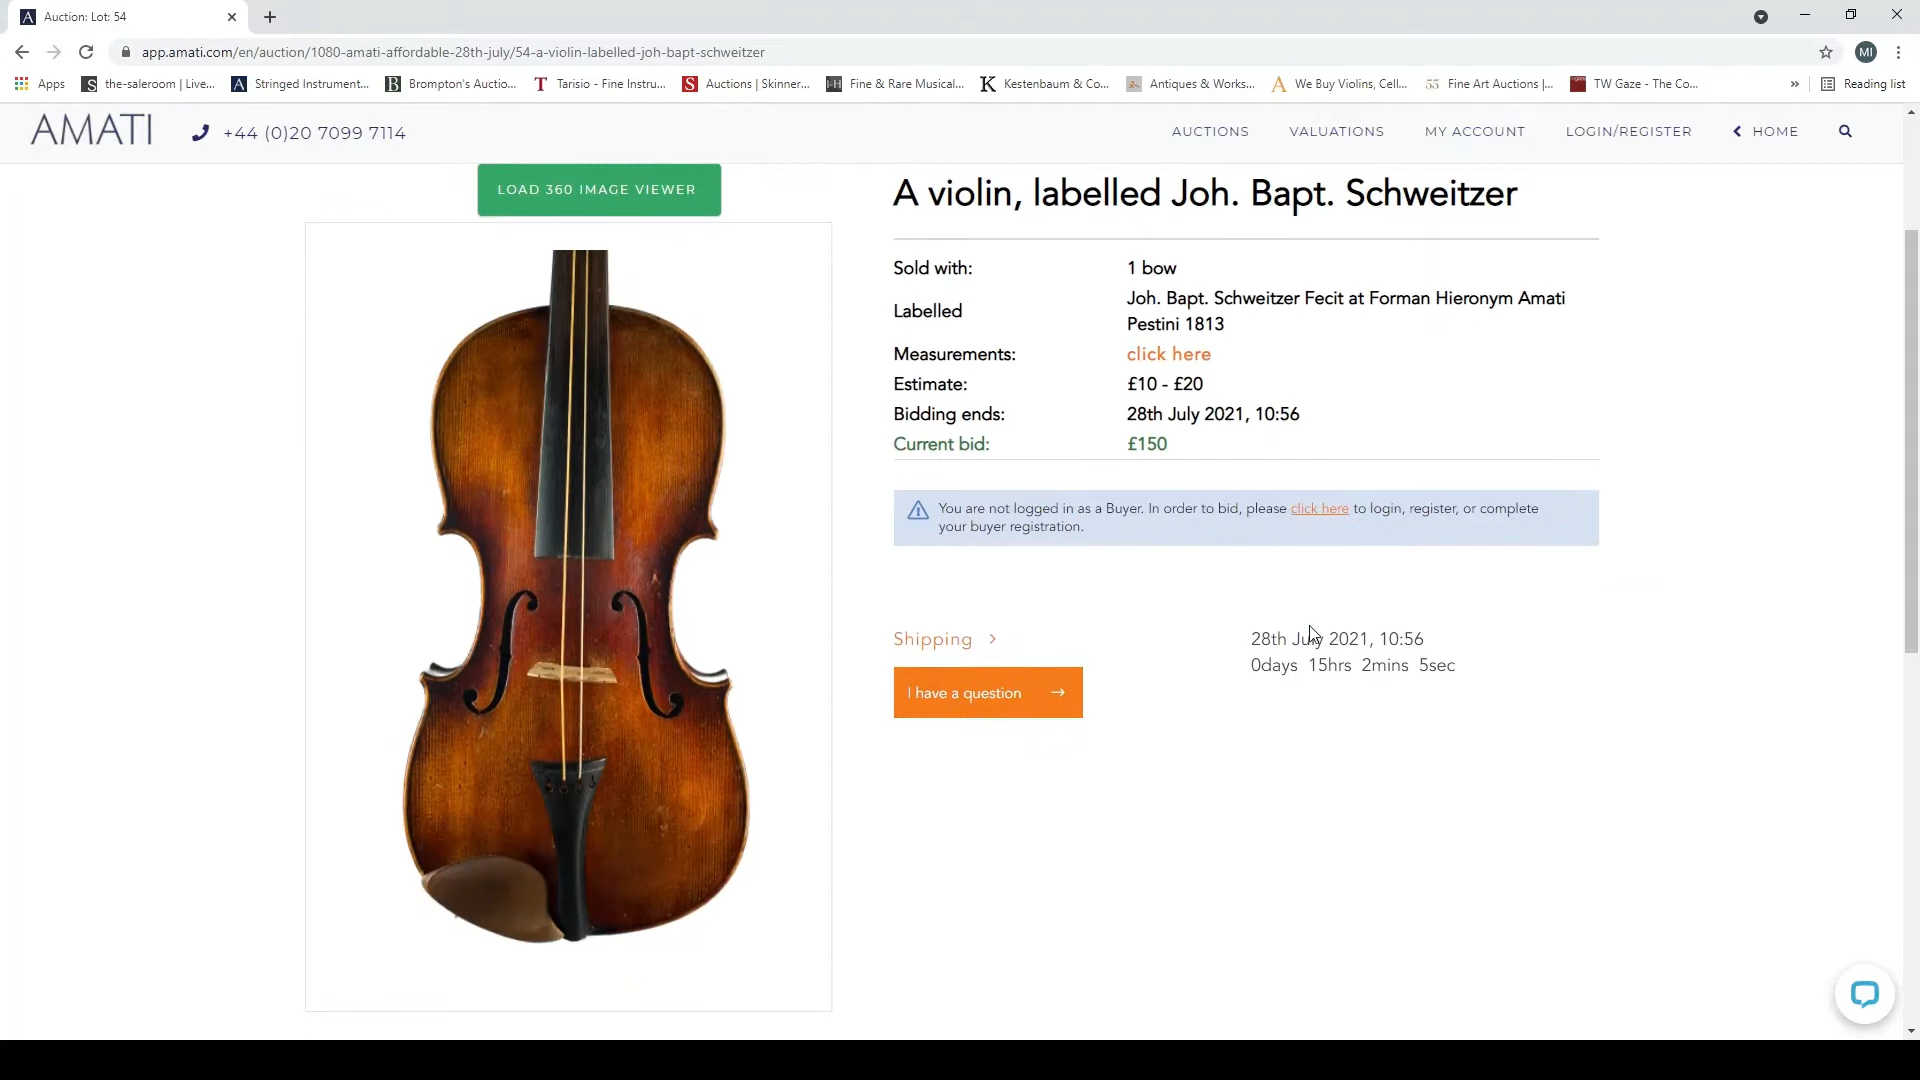 Auction: Lot: 54
app.amati.com/en/auction/1080-amati-affordable-28th-july/54-a-violin-labelled-joh-bapt-schweitzer
MI
Apps
the-saleroom | Live...
Stringed Instrument...
Brompton's Auctio...
Tarisio - Fine Instru...
Auctions | Skinner...
Fine & Rare Musical...
Kestenbaum & Co...
Antiques & Works...
We Buy Violins, Cell...
Fine Art Auctions |...
TW Gaze - The Co...
»
Reading list
AMATI
+44 (0)20 7099 7114
AUCTIONS
VALUATIONS
MY ACCOUNT
LOGIN/REGISTER
HOME
LOAD 360 IMAGE VIEWER
A violin, labelled Joh. Bapt. Schweitzer
Sold with: 1 bow
Labelled Joh. Bapt. Schweitzer Fecit at Forman Hieronym Amati
Pestini 1813
Measurements: click here
Estimate: £10 - £20
Bidding ends: 28th July 2021, 10:56
Current bid: £150
You are not logged in as a Buyer. In order to bid, please click here to login, register, or complete
your buyer registration.
Shipping >
28th July 2021, 10:56
0days 15hrs 2mins 5sec
I have a question →